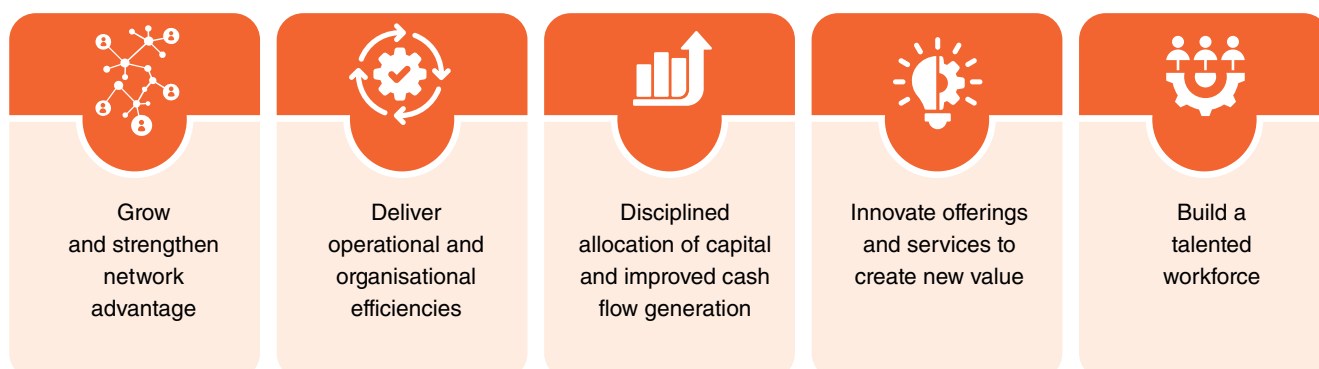 Grow
and strengthen
network
advantage
Deliver
operational and
organisational
efficiencies
Disciplined
allocation of capital
and improved cash
flow generation
Innovate offerings
and services to
create new value
Build a
talented
workforce